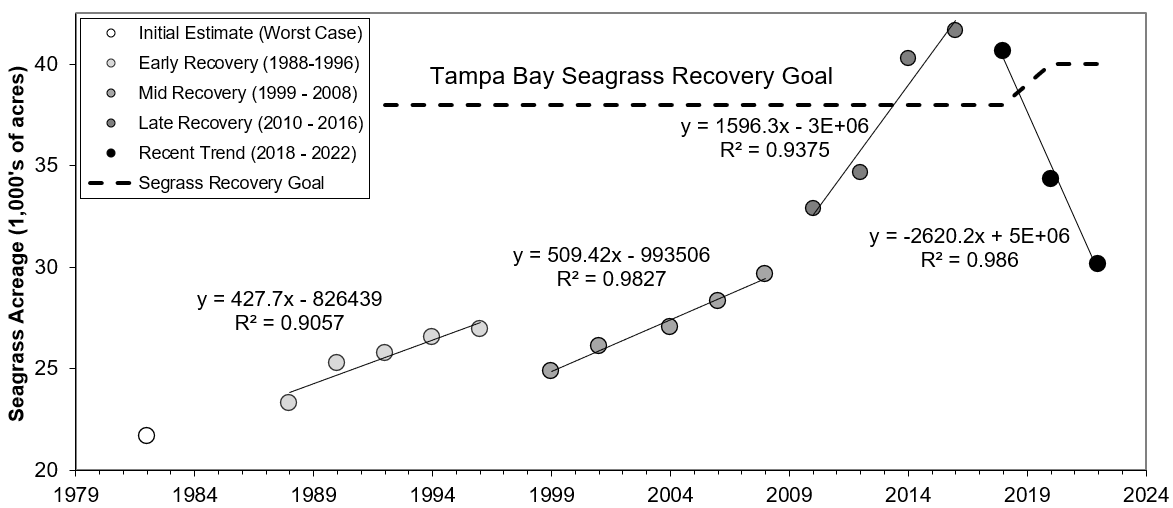 Initial Estimate (Worst Case)
Early Recovery (1988-1996)
Mid Recovery (1999 - 2008)
Late Recovery (2010 - 2016)
Recent Trend (2018 - 2022)
Segrass Recovery Goal
Tampa Bay Seagrass Recovery Goal
y = 1596.3x - 3E+06
R² = 0.9375
y = -2620.2x + 5E+06
R² = 0.986
y = 509.42x - 993506
R² = 0.9827
y = 427.7x - 826439
R² = 0.9057
Seagrass Acreage (1,000's of acres)
40
35
30
25
20
1979 1984 1989 1994 1999 2004 2009 2014 2019 2024